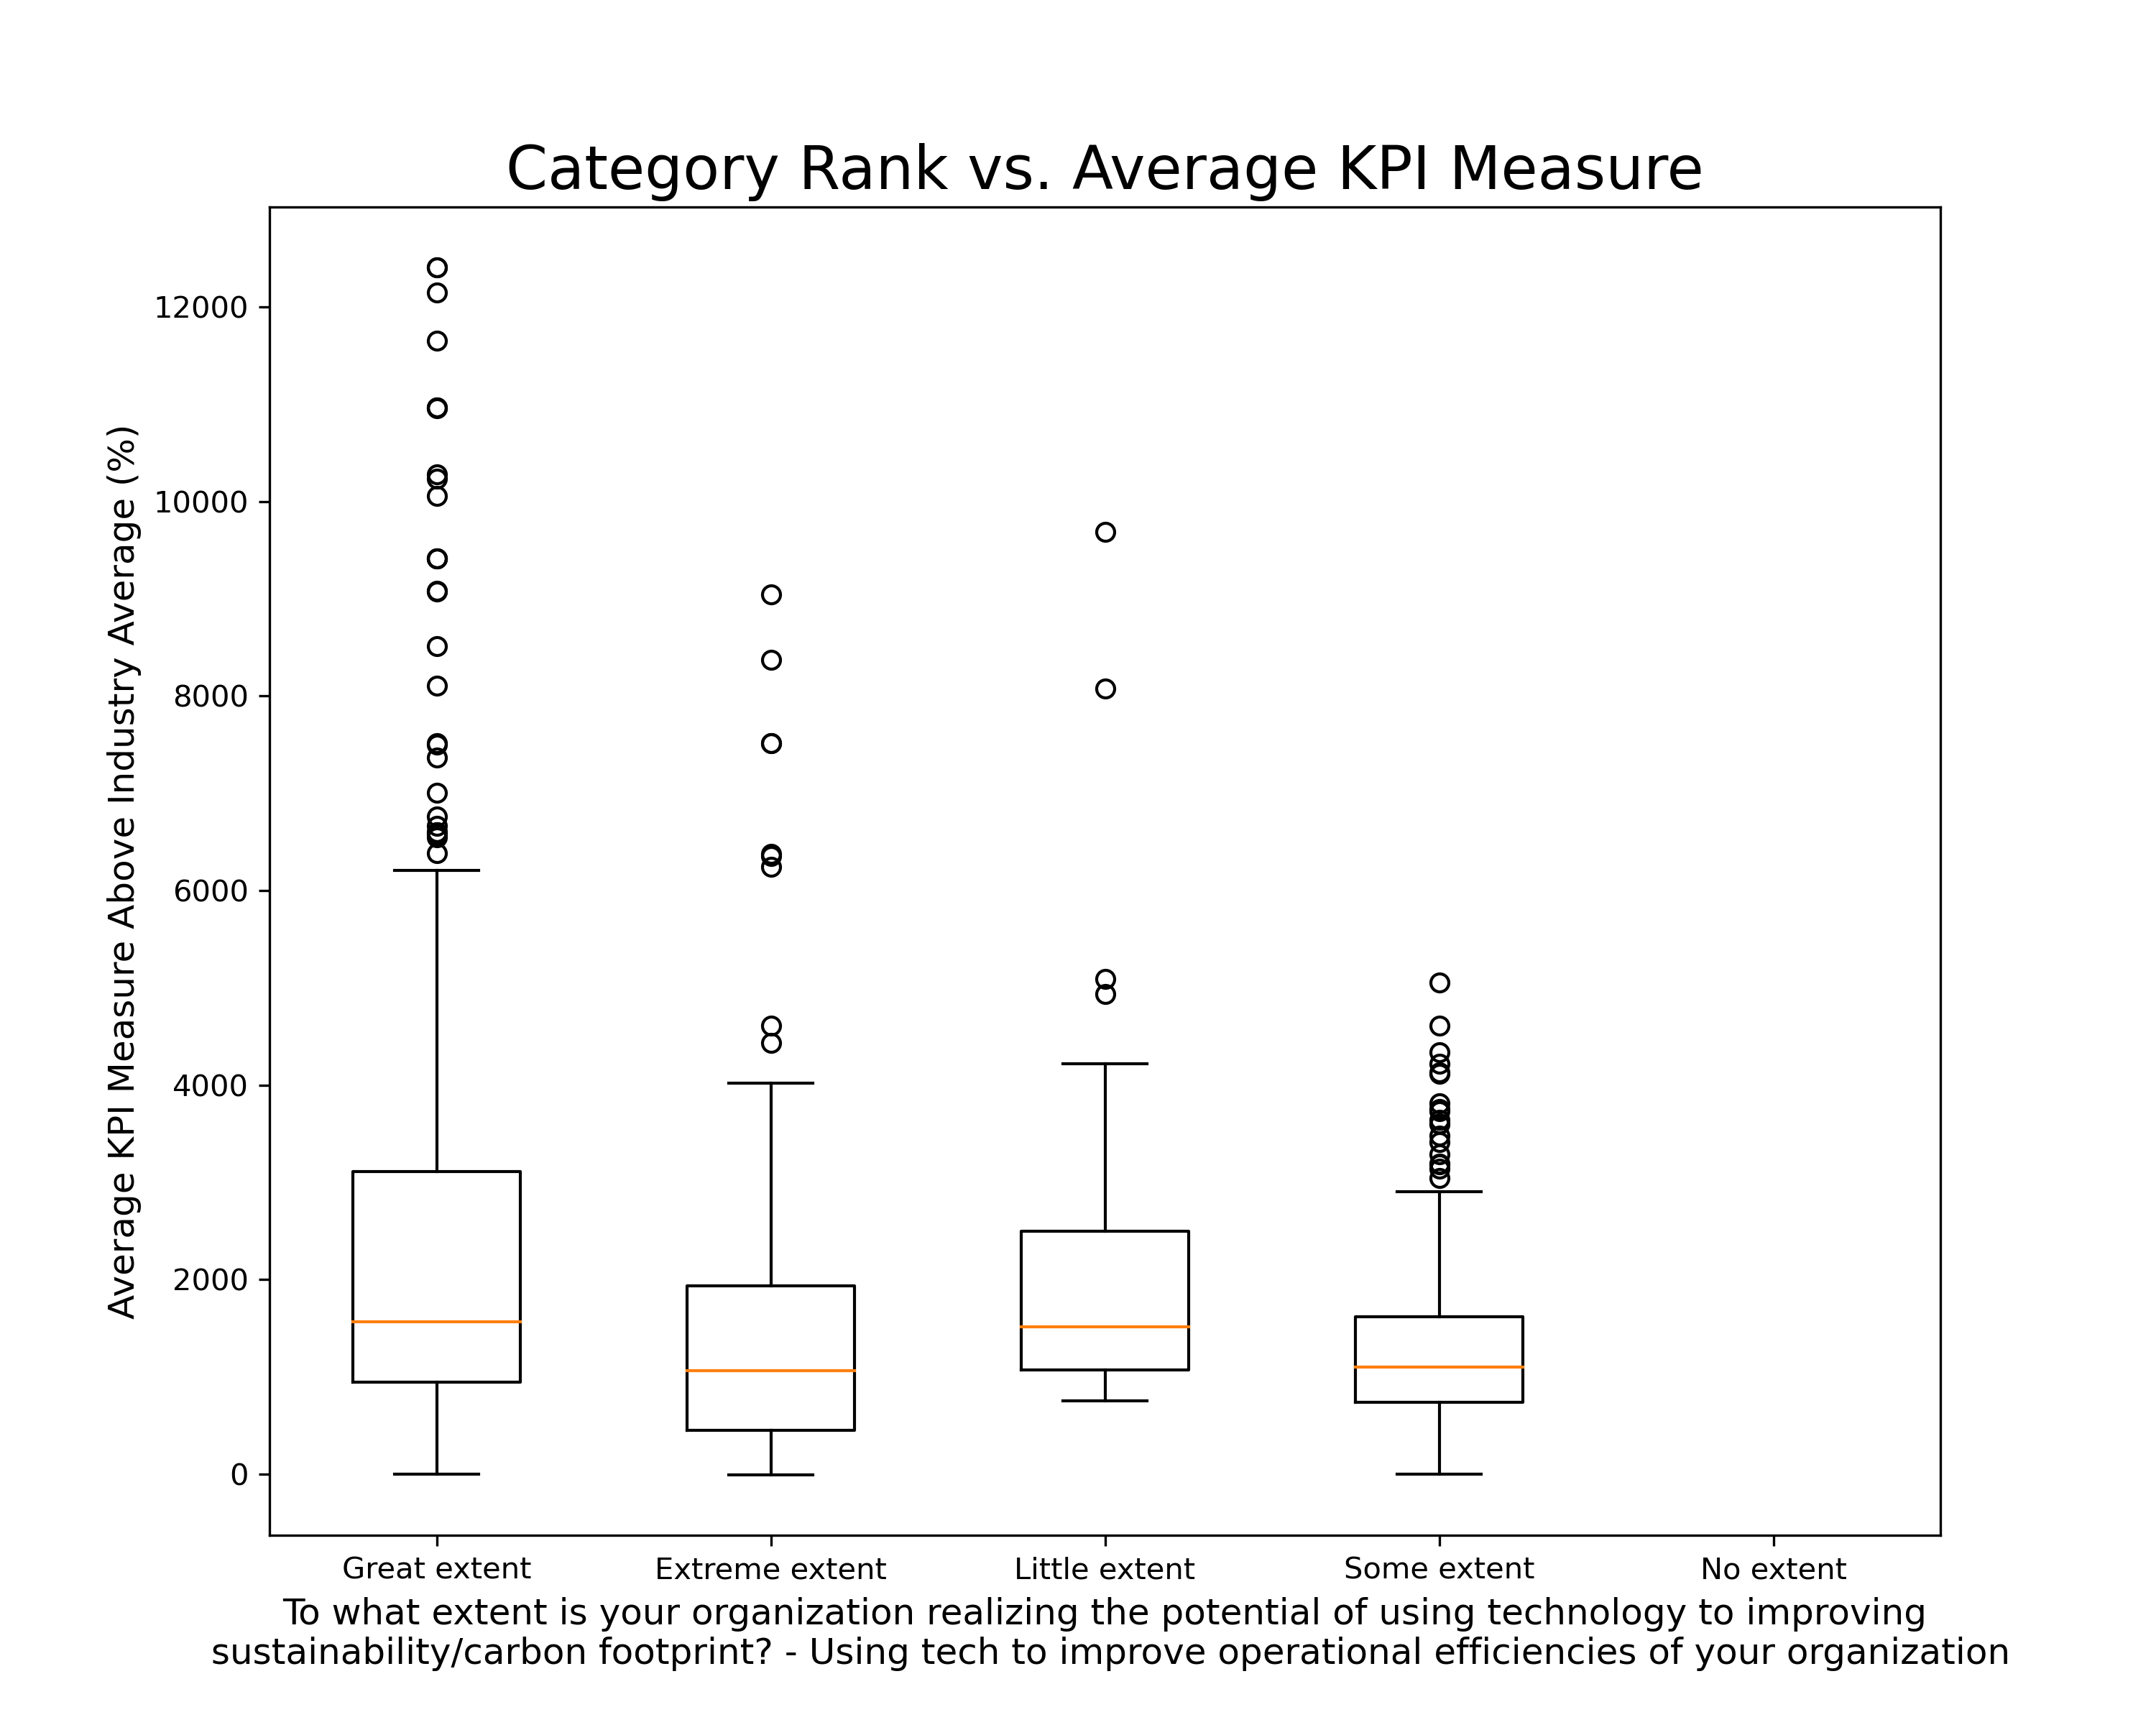 Category Rank vs. Average KPI Measure
Average KPI Measure Above Industry Average (%)
12000
10000
8000
6000
4000
2000
0
Great extent
Extreme extent
Little extent
Some extent
No extent
To what extent is your organization realizing the potential of using technology to improving
sustainability/carbon footprint? - Using tech to improve operational efficiencies of your organization